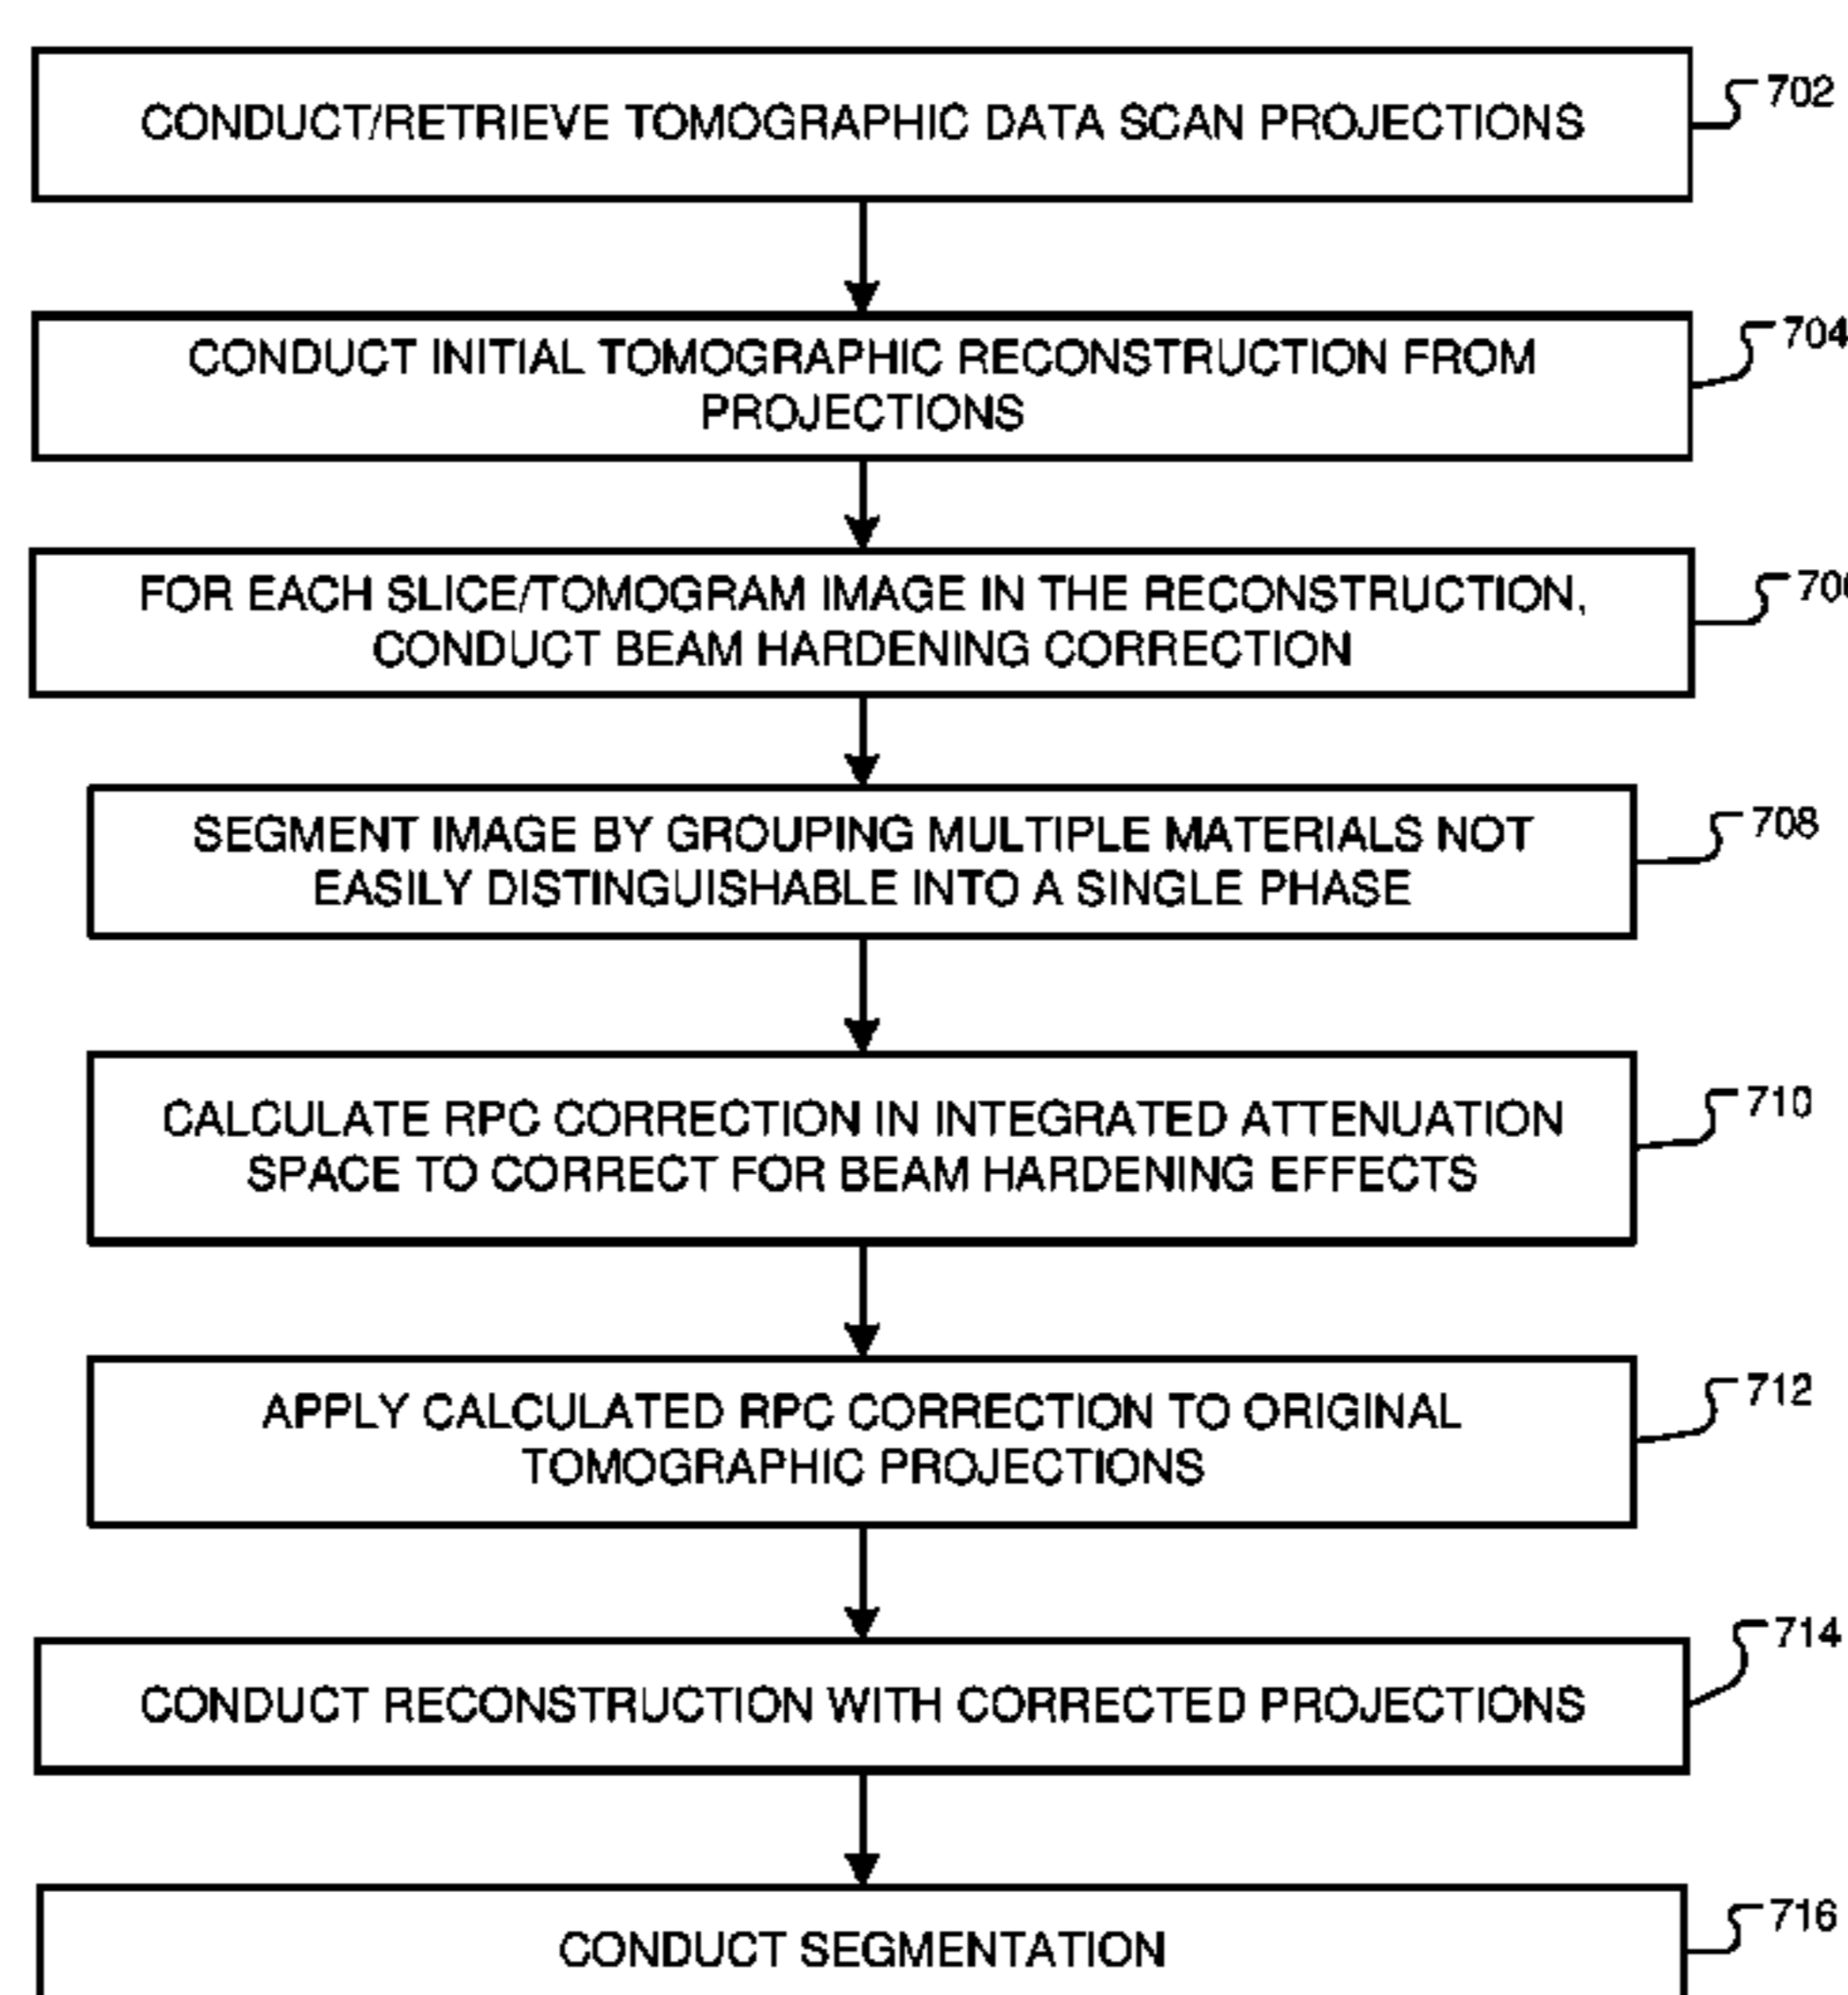 CONDUCT/RETRIEVE TOMOGRAPHIC DATA SCAN PROJECTIONS
702
CONDUCT INITIAL TOMOGRAPHIC RECONSTRUCTION FROM
PROJECTIONS
704
FOR EACH SLICE/TOMOGRAM IMAGE IN THE RECONSTRUCTION,
CONDUCT BEAM HARDENING CORRECTION
SEGMENT IMAGE BY GROUPING MULTIPLE MATERIALS NOT
EASILY DISTINGUISHABLE INTO A SINGLE PHASE
708
CALCULATE RPC CORRECTION IN INTEGRATED ATTENUATION
SPACE TO CORRECT FOR BEAM HARDENING EFFECTS
710
APPLY CALCULATED RPC CORRECTION TO ORIGINAL
TOMOGRAPHIC PROJECTIONS
712
CONDUCT RECONSTRUCTION WITH CORRECTED PROJECTIONS
714
CONDUCT SEGMENTATION
716